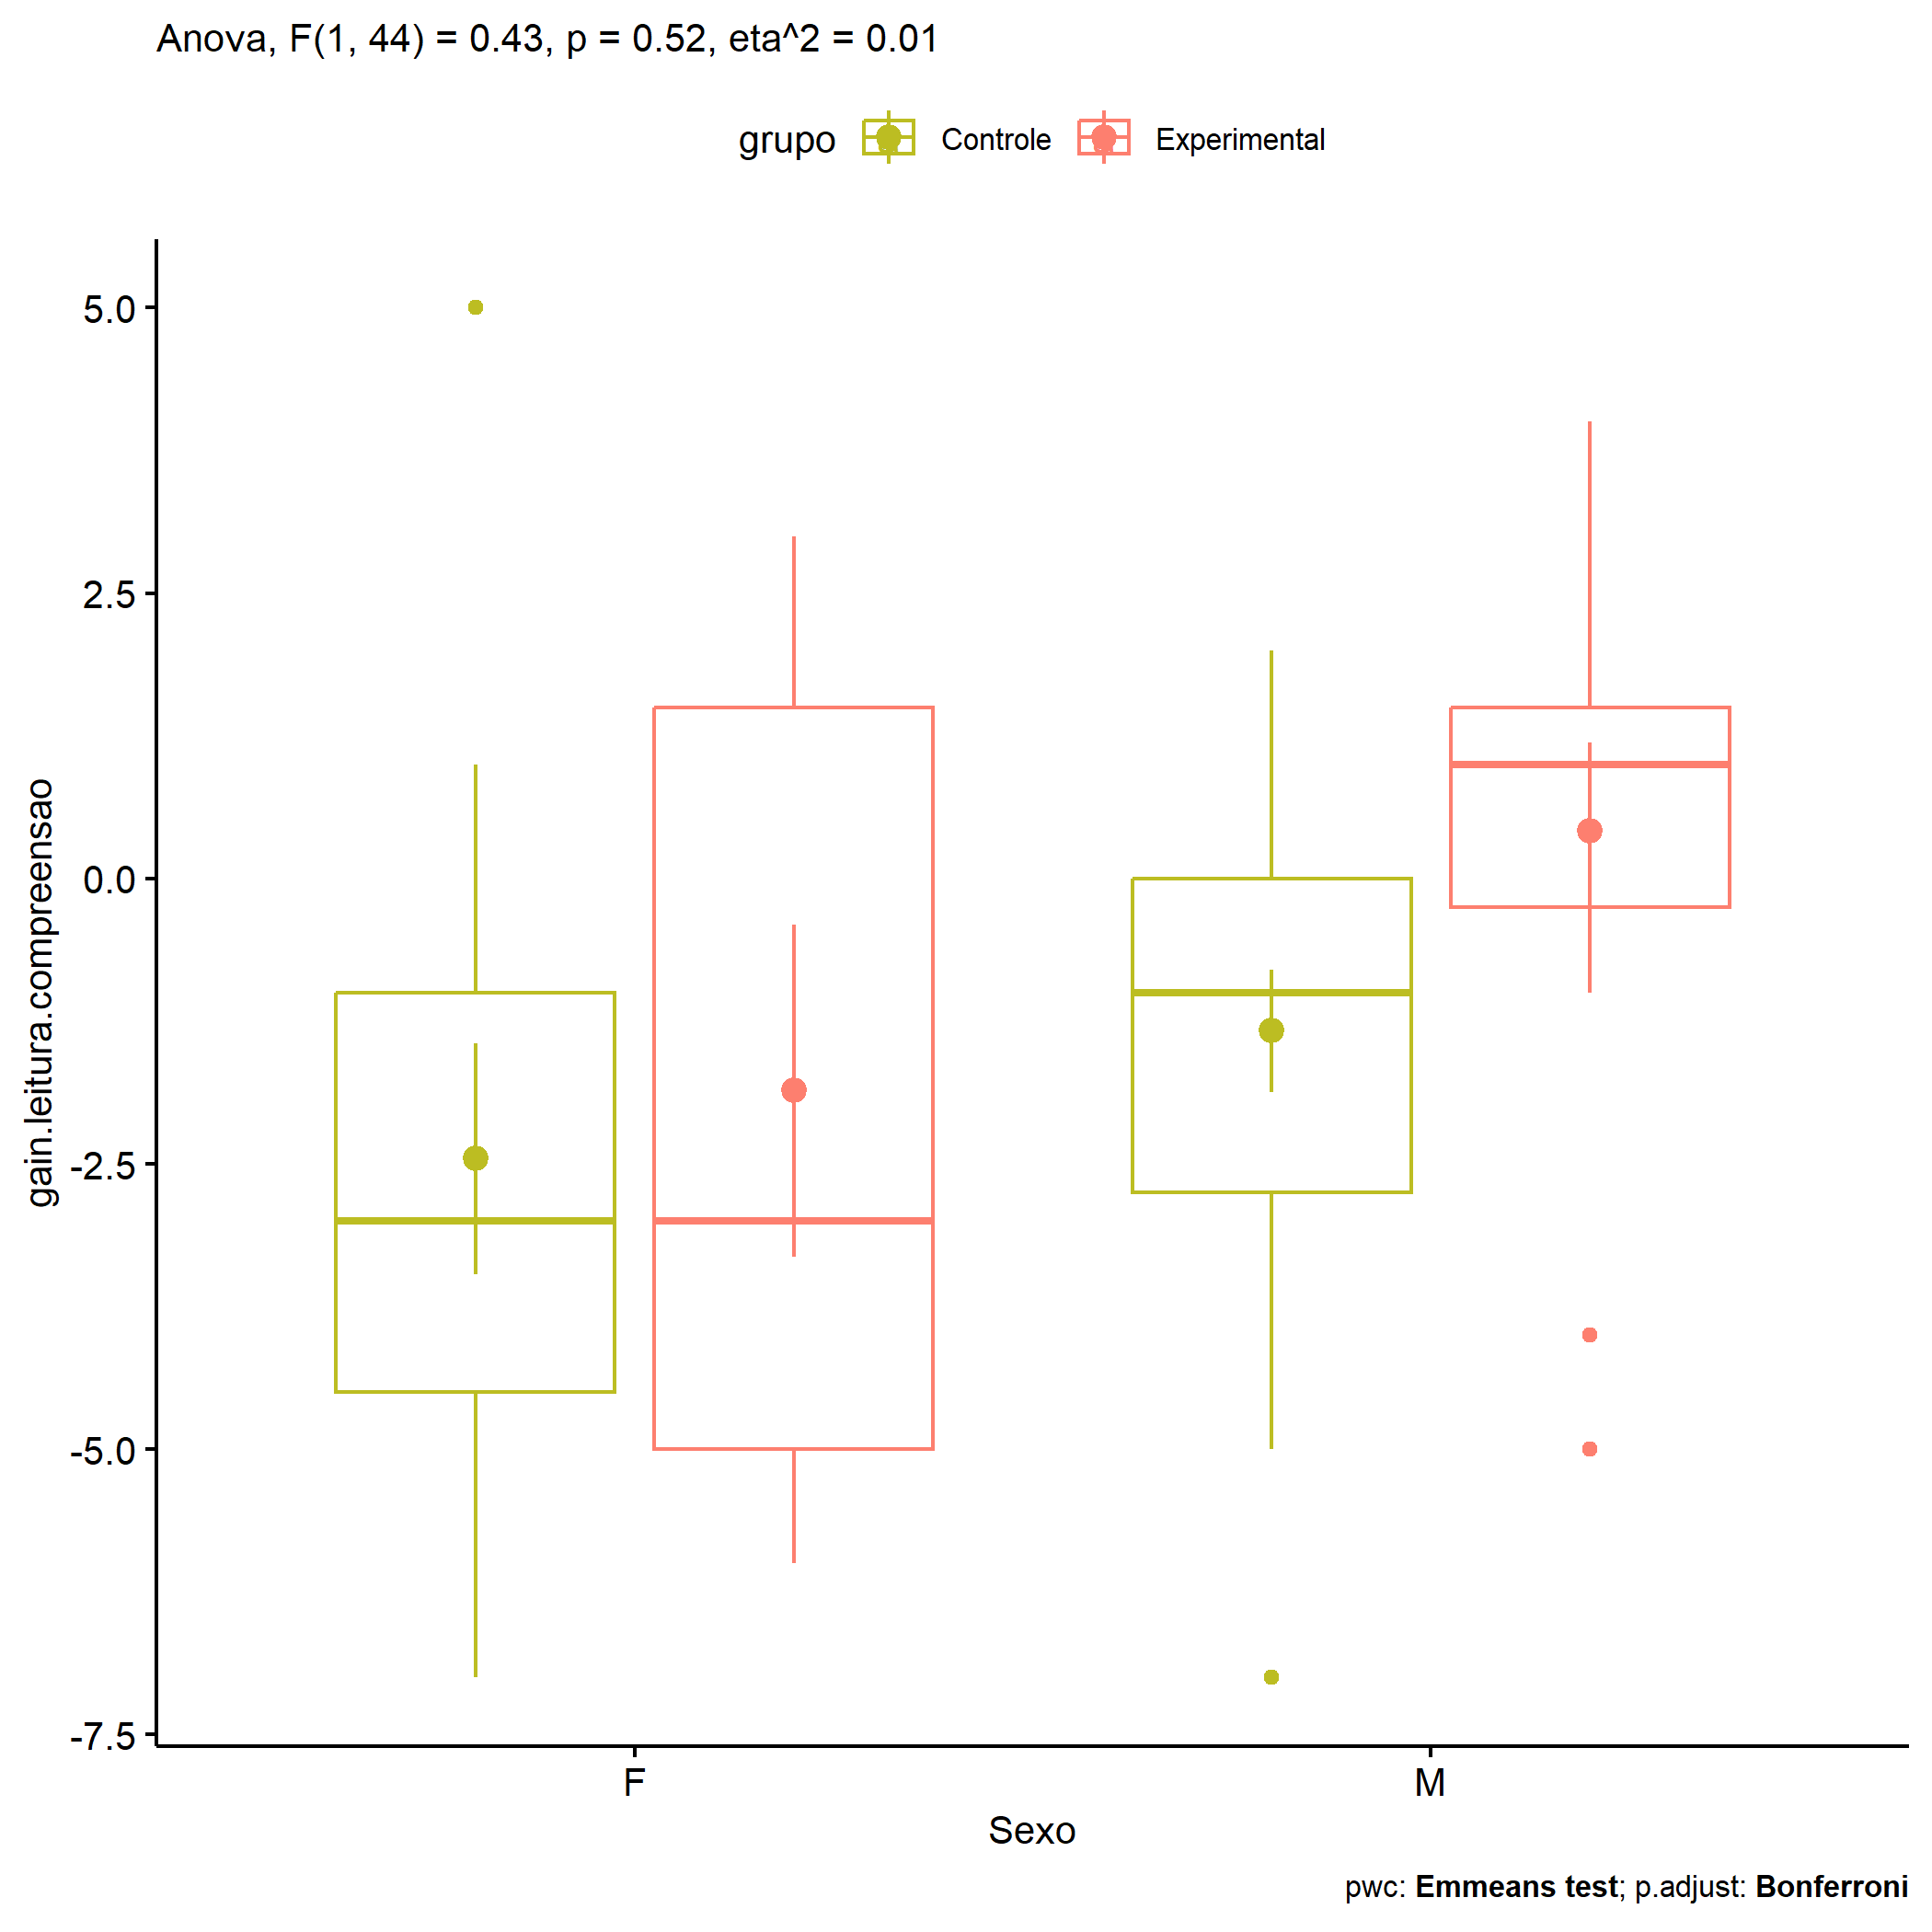 Anova, F(1, 44) = 0.43, p = 0.52, eta^2 = 0.01
grupo Controle Experimental
5.0
2.5
0.0
-2.5
-5.0
-7.5
gain.leitura.compreensao
F M
Sexo
pwc: Emmeans test; p.adjust: Bonferroni